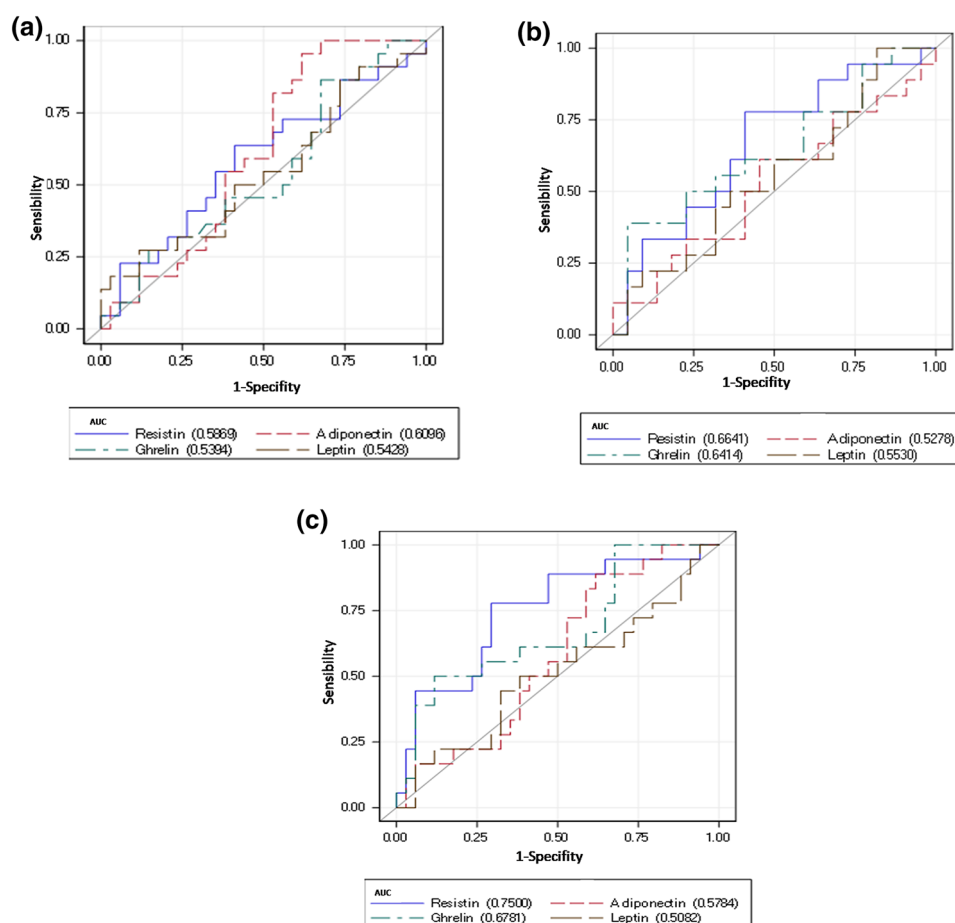 (a)
1.00
0.75
0.50
0.25
0.00
Sensibility
0.00 0.25 0.50 0.75 1.00
1-Specifity
AUC
Resistin (0.5869) Adiponectin (0.6096)
Ghrelin (0.5394) Leptin (0.5428)
(b)
1.00
0.75
0.50
0.25
0.00
Sensibility
0.00 0.25 0.50 0.75 1.00
1-Specifity
AUC
Resistin (0.6641) Adiponectin (0.5278)
Ghrelin (0.6414) Leptin (0.5530)
(c)
1.00
0.75
0.50
0.25
0.00
Sensibility
0.00 0.25 0.50 0.75 1.00
1-Specifity
AUC
Resistin (0.7500) Adiponectin (0.5784)
Ghrelin (0.6781) Leptin (0.5082)